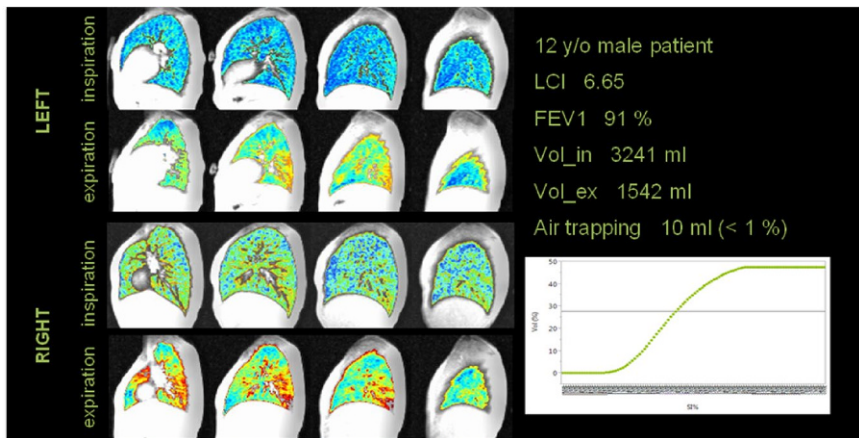 LEFT
inspiration
expiration
RIGHT
inspiration
expiration
12 y/o male patient
LCI 6.65
FEV1 91 %
Vol_in 3241 ml
Vol_ex 1542 ml
Air trapping 10 ml (< 1 %)
50
40
30
20
10
0
Vol (%)
SI%